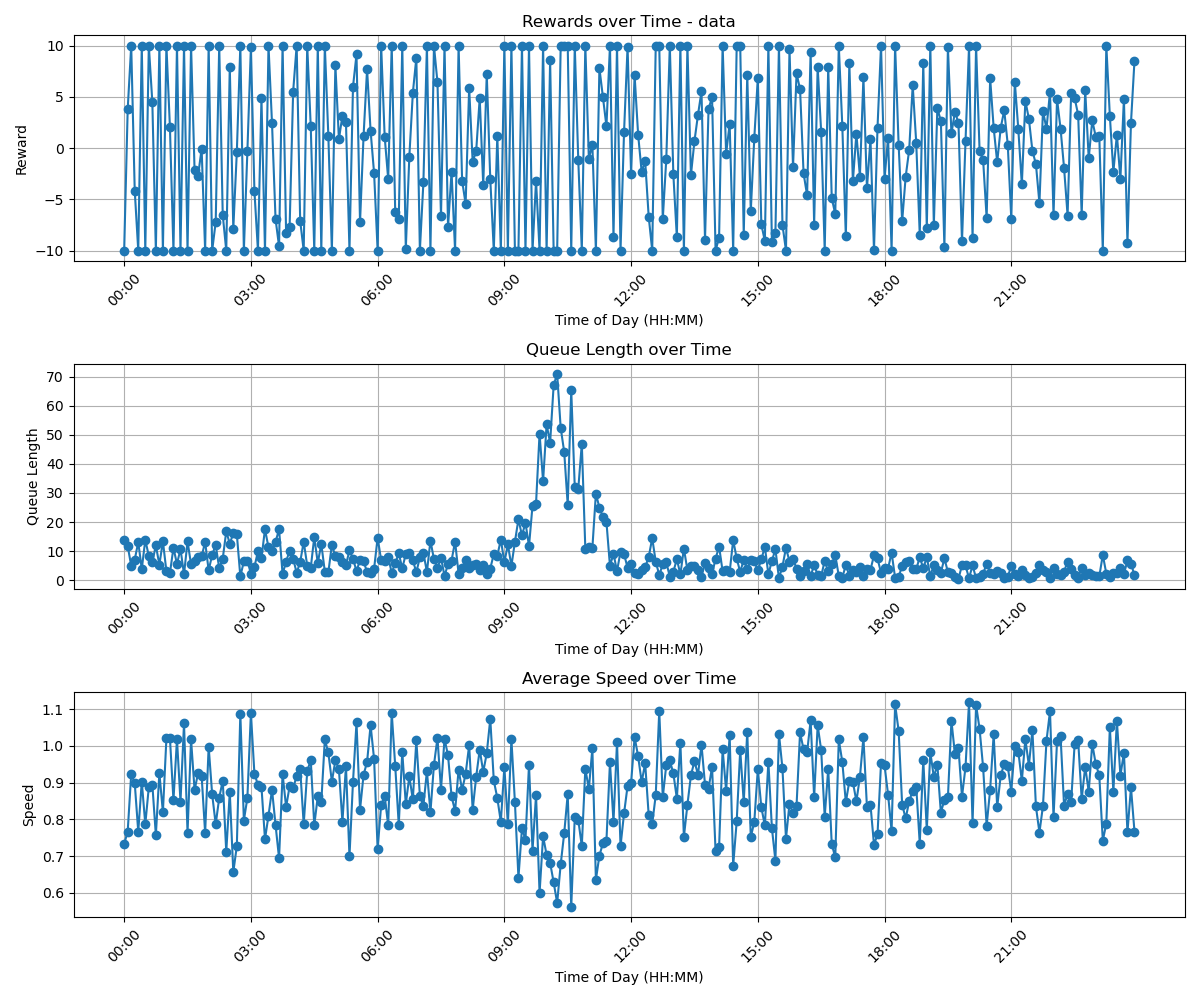 Rewards over Time - data
Reward
10
5
0
−5
−10
00:00 03:00 06:00 09:00 12:00 15:00 18:00 21:00
Time of Day (HH:MM)
Queue Length over Time
Queue Length
70
60
50
40
30
20
10
0
00:00 03:00 06:00 09:00 12:00 15:00 18:00 21:00
Time of Day (HH:MM)
Average Speed over Time
Speed
1.1
1.0
0.9
0.8
0.7
0.6
00:00 03:00 06:00 09:00 12:00 15:00 18:00 21:00
Time of Day (HH:MM)